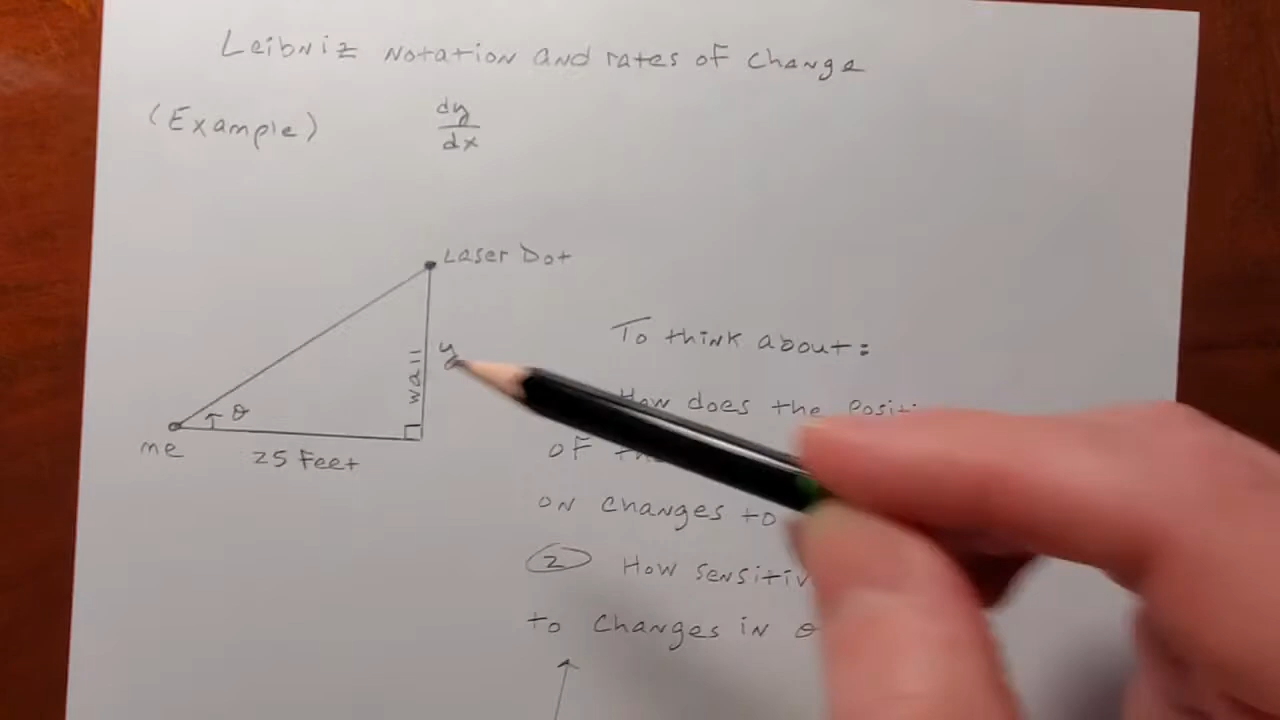 Leibniz Notation and rates of change
(Example)
dy
dx
Laser Dot
y
wall
θ
me
25 Feet
To think about:
How does the
of
on changes to
2 How
to changes in θ